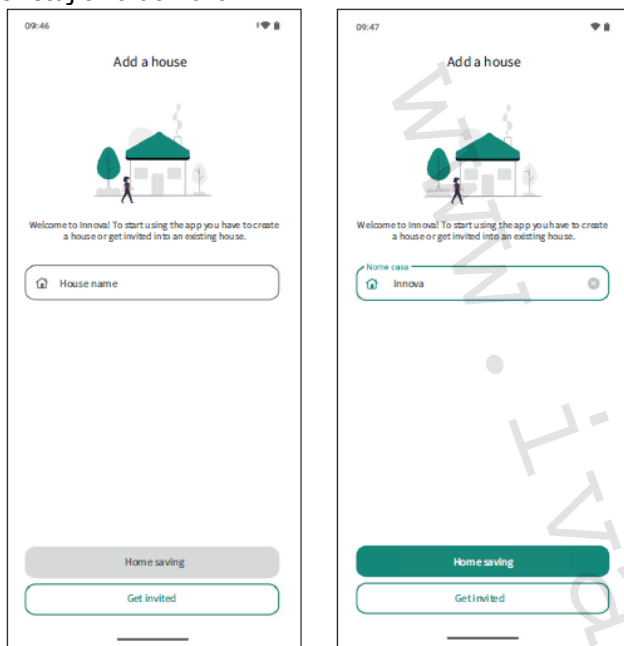 09:46
Add a house
Welcome to Innova! To start using the app you have to create
a house or get invited into an existing house.
House name
Home saving
Get invited
09:47
Add a house
Welcome to Innova! To start using the app you have to create
a house or get invited into an existing house.
Nome casa
Innova
Home saving
Get invited
www.iva